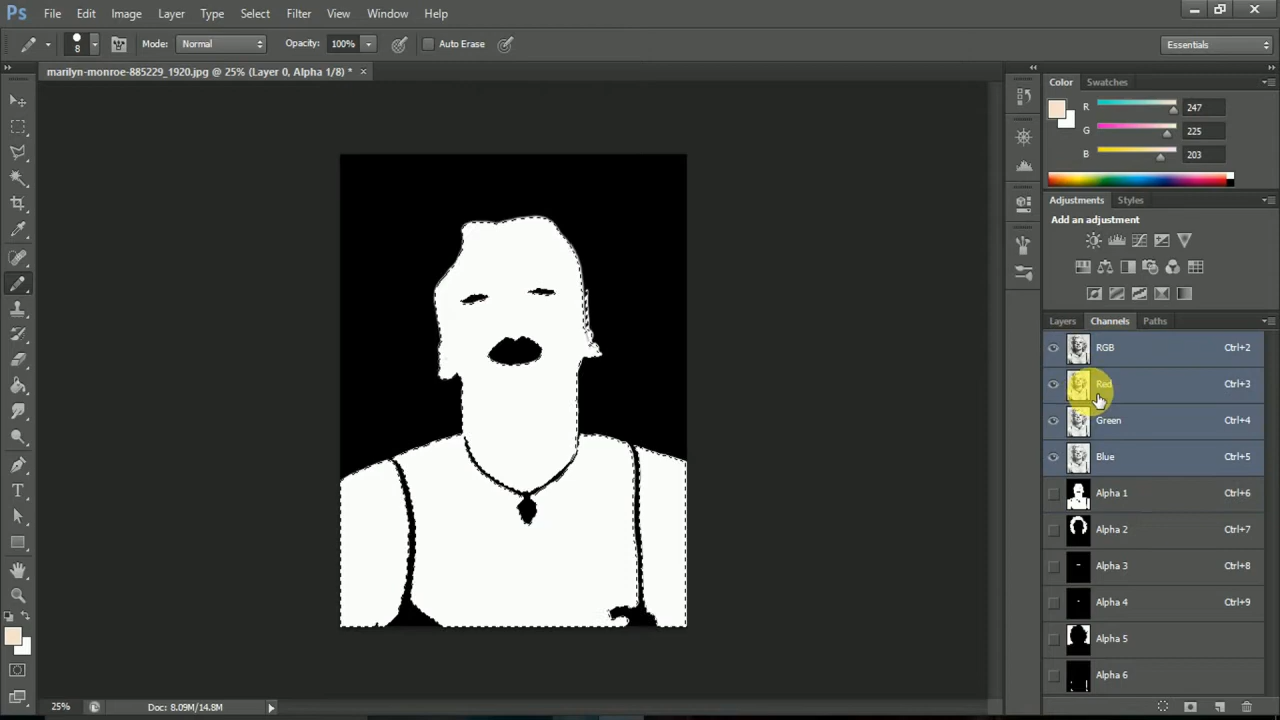 Ps File Edit Image Layer Type Select Filter View Window Help
8 Mode: Normal Opacity: 100% Auto Erase Essentials
marilyn-monroe-885229_1920.jpg @ 25% (Layer 0, Alpha 1/8) * ×
Color Swatches
R 247
G 225
B 203
Adjustments Styles
Add an adjustment
Layers Channels Paths
RGB Ctrl+2
Red Ctrl+3
Green Ctrl+4
Blue Ctrl+5
Alpha 1 Ctrl+6
Alpha 2 Ctrl+7
Alpha 3 Ctrl+8
Alpha 4 Ctrl+9
Alpha 5
Alpha 6
25% Doc: 8.09M/14.8M